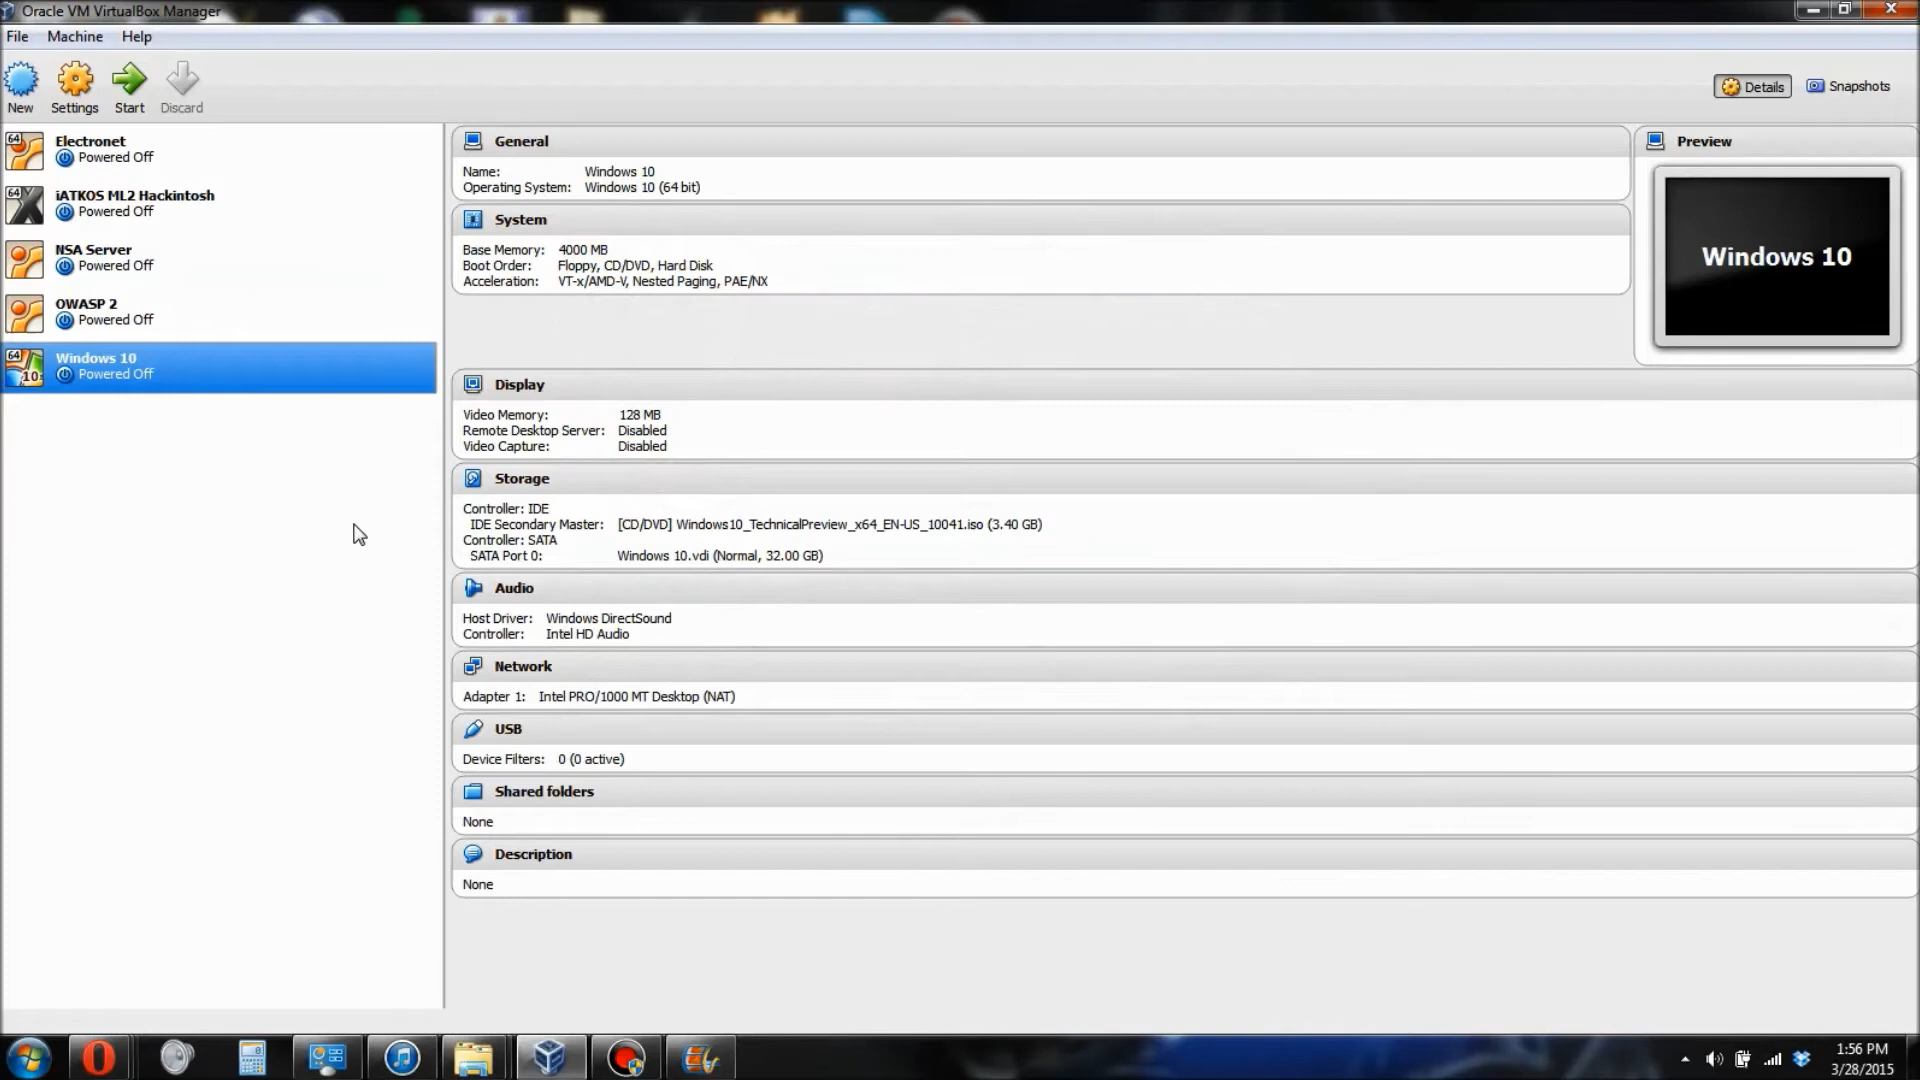 Oracle VM VirtualBox Manager
File Machine Help
New Settings Start Discard
Details Snapshots
64
Electronet
Powered Off
64
iATKOS ML2 Hackintosh
Powered Off
NSA Server
Powered Off
OWASP 2
Powered Off
64
10
Windows 10
Powered Off
General
Name: Windows 10
Operating System: Windows 10 (64 bit)
System
Base Memory: 4000 MB
Boot Order: Floppy, CD/DVD, Hard Disk
Acceleration: VT-x/AMD-V, Nested Paging, PAE/NX
Preview
Windows 10
Display
Video Memory: 128 MB
Remote Desktop Server: Disabled
Video Capture: Disabled
Storage
Controller: IDE
IDE Secondary Master: [CD/DVD] Windows10_TechnicalPreview_x64_EN-US_10041.iso (3.40 GB)
Controller: SATA
SATA Port 0: Windows 10.vdi (Normal, 32.00 GB)
Audio
Host Driver: Windows DirectSound
Controller: Intel HD Audio
Network
Adapter 1: Intel PRO/1000 MT Desktop (NAT)
USB
Device Filters: 0 (0 active)
Shared folders
None
Description
None
1:56 PM
3/28/2015